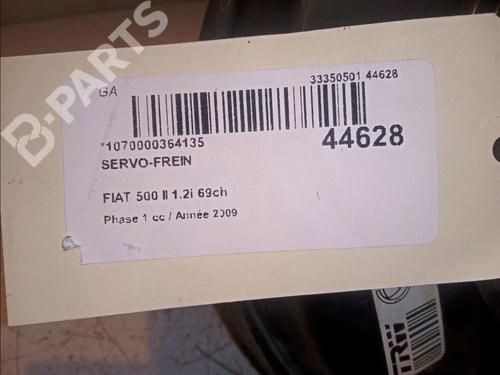 B-PARTS
GA
33350501 44628
*1070000364135
44628
SERVO-FREIN
FIAT 500 II 1.2i 69ch
Phase 1 cc / Année 2009
TRW